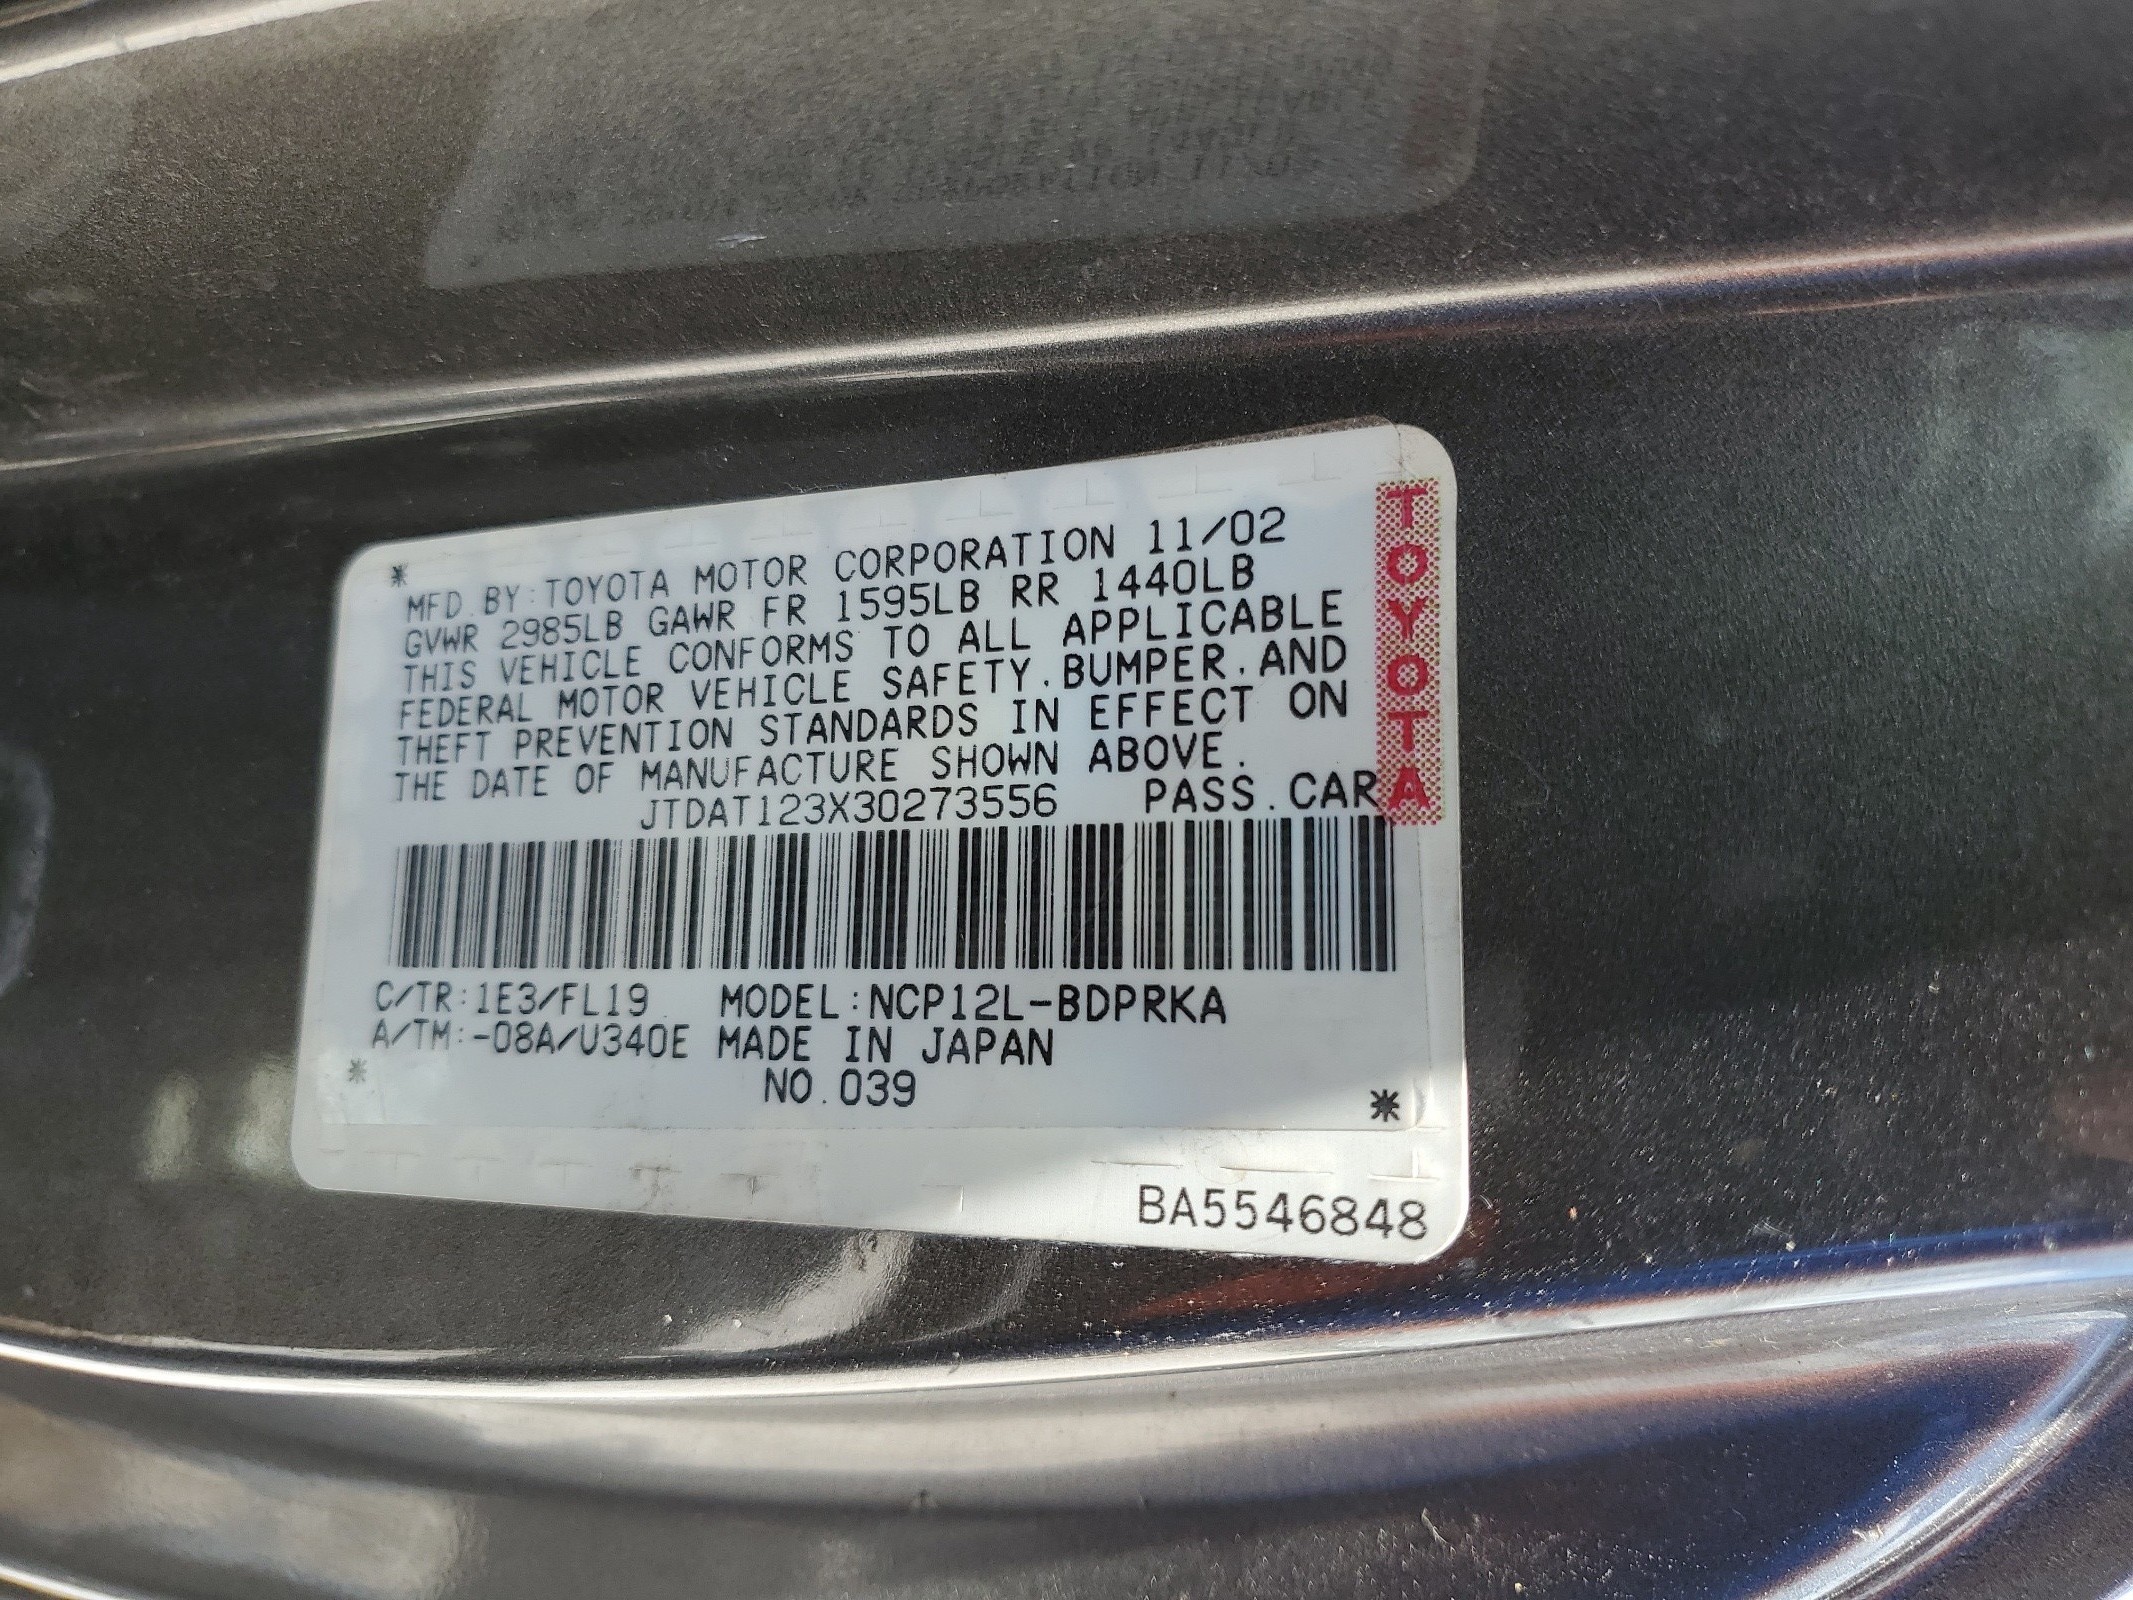 MFD. BY: TOYOTA MOTOR CORPORATION 11/02
GVWR 2985LB GAWR FR 1595LB RR 1440LB
THIS VEHICLE CONFORMS TO ALL APPLICABLE
FEDERAL MOTOR VEHICLE SAFETY, BUMPER, AND
THEFT PREVENTION STANDARDS IN EFFECT ON
THE DATE OF MANUFACTURE SHOWN ABOVE.
JTDAT123X30273556 PASS. CAR
TOYOTA
C/TR: 1E3/FL19 MODEL: NCP12L-BDPRKA
A/TM: -08A/U340E MADE IN JAPAN
NO. 039
BA5546848